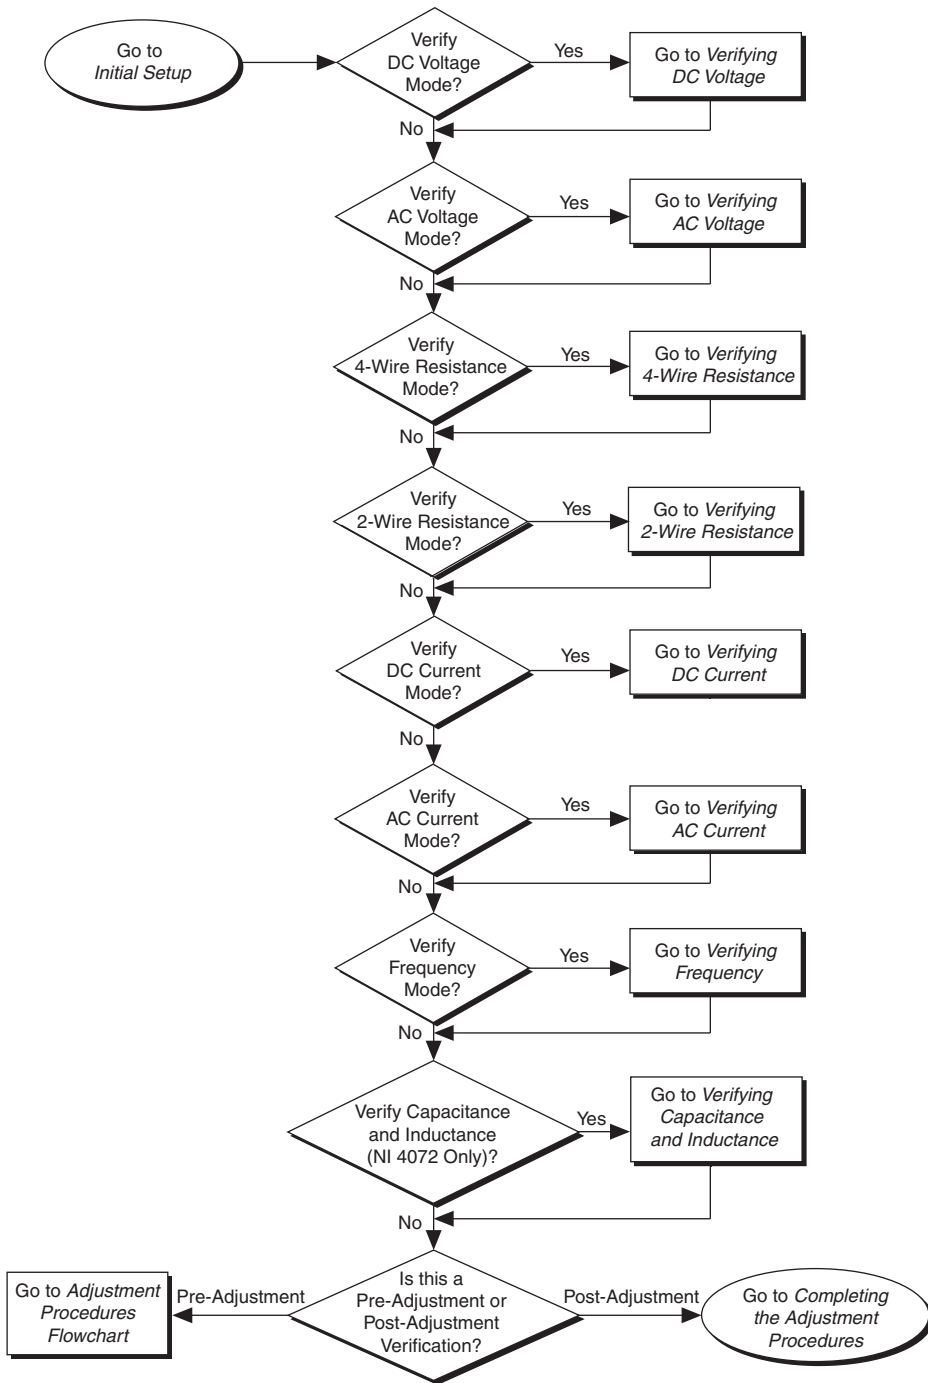 Go to
Initial Setup
Verify
DC Voltage
Mode?
Yes
Go to Verifying
DC Voltage
No
Verify
AC Voltage
Mode?
Yes
Go to Verifying
AC Voltage
No
Verify
4-Wire Resistance
Mode?
Yes
Go to Verifying
4-Wire Resistance
No
Verify
2-Wire Resistance
Mode?
Yes
Go to Verifying
2-Wire Resistance
No
Verify
DC Current
Mode?
Yes
Go to Verifying
DC Current
No
Verify
AC Current
Mode?
Yes
Go to Verifying
AC Current
No
Verify
Frequency
Mode?
Yes
Go to Verifying
Frequency
No
Verify Capacitance
and Inductance
(NI 4072 Only)?
Yes
Go to Verifying
Capacitance
and Inductance
No
Is this a
Pre-Adjustment or
Post-Adjustment
Verification?
Pre-Adjustment
Go to Adjustment
Procedures
Flowchart
Post-Adjustment
Go to Completing
the Adjustment
Procedures